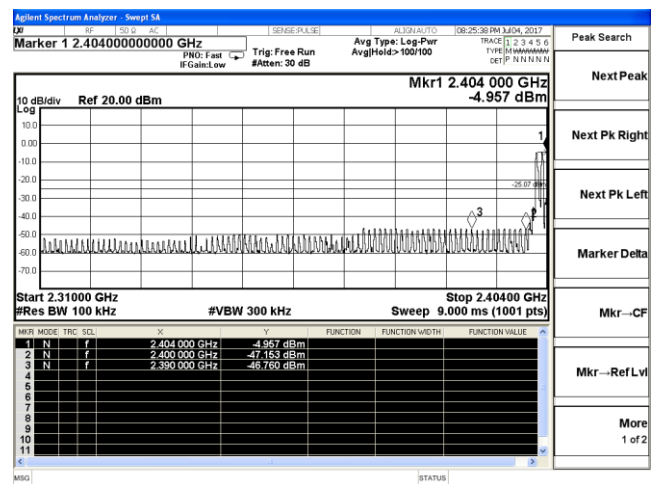 Agilent Spectrum Analyzer - Swept SA
LXI RF 50 Ω AC SENSE:PULSE ALIGNAUTO 08:25:38 PM Jul 04, 2017
Marker 1 2.404000000000 GHz
PNO: Fast
IFGain:Low
Trig: Free Run
#Atten: 30 dB
Avg Type: Log-Pwr
Avg|Hold:> 100/100
TRACE 1 2 3 4 5 6
TYPE M
DET P N N N N N
Mkr1 2.404 000 GHz
-4.957 dBm
10 dB/div Ref 20.00 dBm
Log
10.0
0.00
-10.0
-20.0
-30.0
-40.0
-50.0
-60.0
-70.0
1
-25.07 dBm
3
2
Start 2.31000 GHz Stop 2.40400 GHz
#Res BW 100 kHz #VBW 300 kHz Sweep 9.000 ms (1001 pts)
MKR MODE TRC SCL X Y FUNCTION FUNCTION WIDTH FUNCTION VALUE
1 N f 2.404 000 GHz -4.957 dBm
2 N f 2.400 000 GHz -47.153 dBm
3 N f 2.390 000 GHz -46.760 dBm
4
5
6
7
8
9
10
11
MSG STATUS
Peak Search
Next Peak
Next Pk Right
Next Pk Left
Marker Delta
Mkr→CF
Mkr→Ref Lvl
More
1 of 2